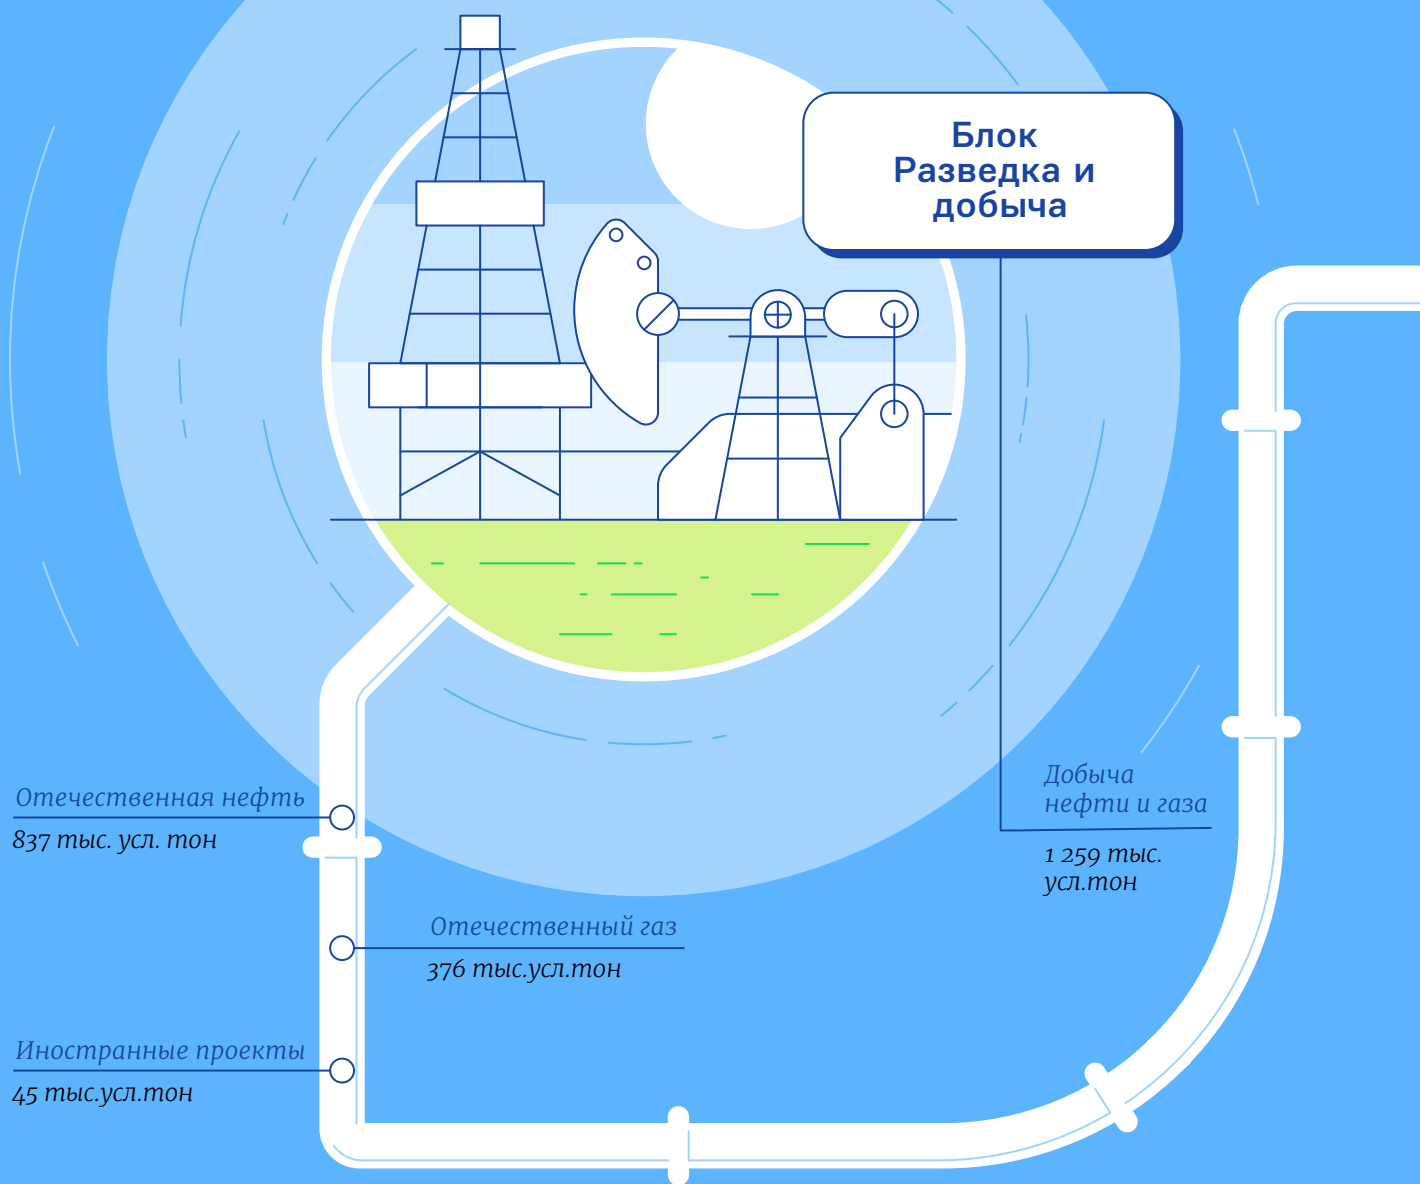 Блок
Разведка и
добыча
Добыча
нефти и газа
1 259 тыс.
усл.тон
Отечественная нефть
837 тыс. усл. тон
Отечественный газ
376 тыс.усл.тон
Иностранные проекты
45 тыс.усл.тон